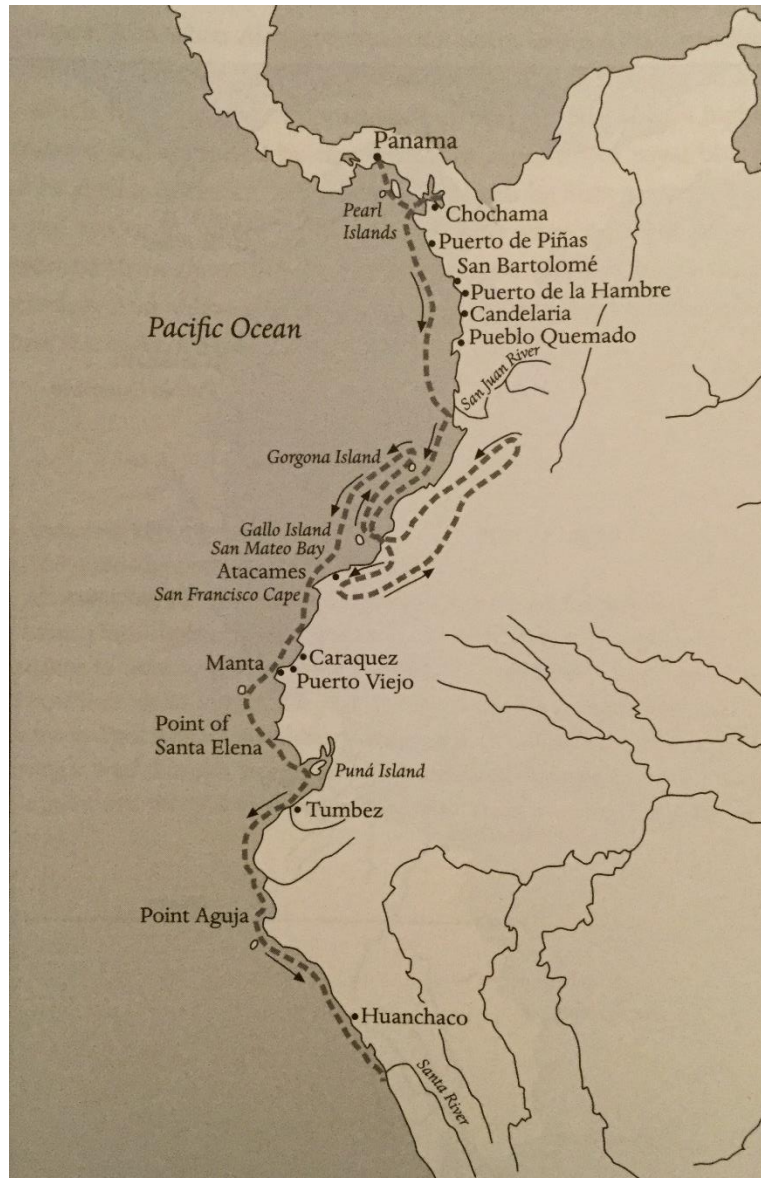 Panama
Pearl
Islands
Chochama
Puerto de Piñas
San Bartolomé
Puerto de la Hambre
Candelaria
Pueblo Quemado
Pacific Ocean
San Juan River
Gorgona Island
Gallo Island
San Mateo Bay
Atacames
San Francisco Cape
Caraquez
Manta
Puerto Viejo
Point of
Santa Elena
Puná Island
Tumbez
Point Aguja
Huanchaco
Santa River